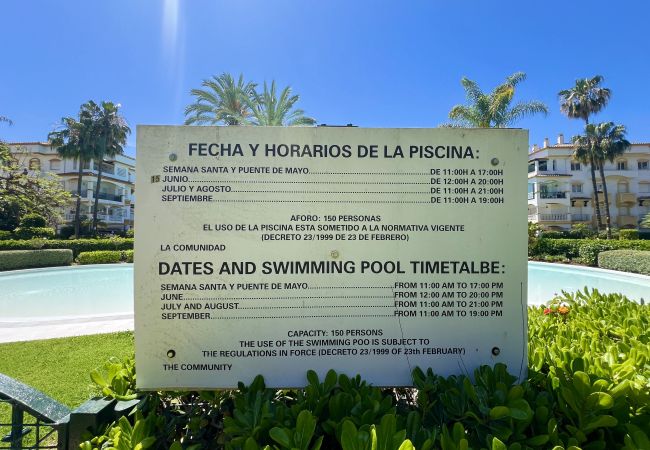 FECHA Y HORARIOS DE LA PISCINA:
SEMANA SANTA Y PUENTE DE MAYO................DE 11:00H A 17:00H
15 JUNIO................DE 12:00H A 20:00H
JULIO Y AGOSTO................DE 11:00H A 21:00H
SEPTIEMBRE................DE 11:00H A 19:00H
AFORO: 150 PERSONAS
EL USO DE LA PISCINA ESTA SOMETIDO A LA NORMATIVA VIGENTE
(DECRETO 23/1999 DE 23 DE FEBRERO)
LA COMUNIDAD
DATES AND SWIMMING POOL TIMETALBE:
SEMANA SANTA Y PUENTE DE MAYO................FROM 11:00 AM TO 17:00 PM
JUNE................FROM 12:00 AM TO 20:00 PM
JULY AND AUGUST................FROM 11:00 AM TO 21:00 PM
SEPTEMBER................FROM 11:00 AM TO 19:00 PM
CAPACITY: 150 PERSONS
THE USE OF THE SWIMMING POO IS SUBJECT TO
THE REGULATIONS IN FORCE (DECRETO 23/1999 OF 23th FEBRUARY)
THE COMMUNITY